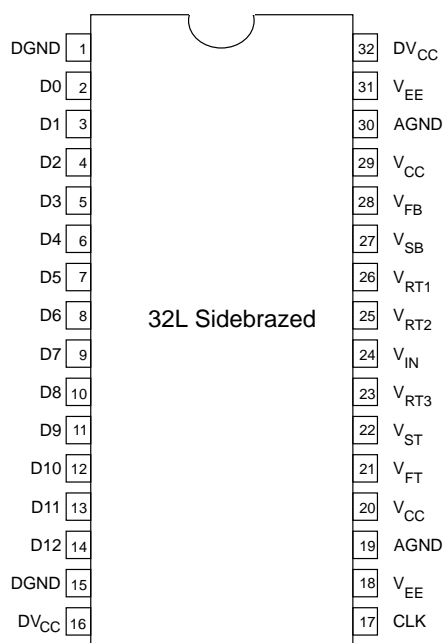 DGND 1 32 DVCC
D0 2 31 VEE
D1 3 30 AGND
D2 4 29 VCC
D3 5 28 VFB
D4 6 27 VSB
D5 7 26 VRT1
D6 8 32L Sidebrazed 25 VRT2
D7 9 24 VIN
D8 10 23 VRT3
D9 11 22 VST
D10 12 21 VFT
D11 13 20 VCC
D12 14 19 AGND
DGND 15 18 VEE
DVCC 16 17 CLK